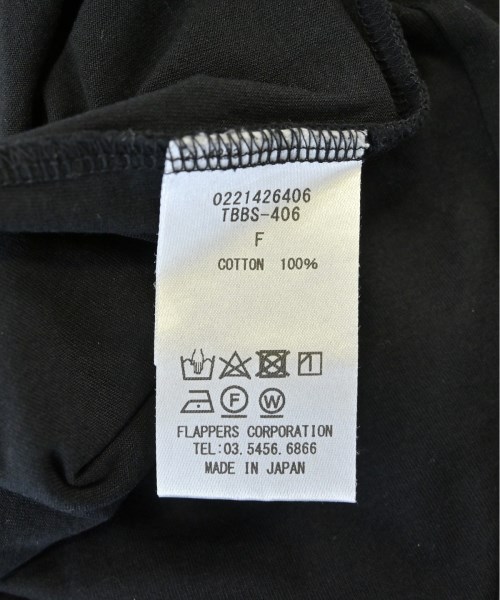 0221426406
TBBS-406
F
COTTON 100%
F W
FLAPPERS CORPORATION
TEL:03.5456.6866
MADE IN JAPAN